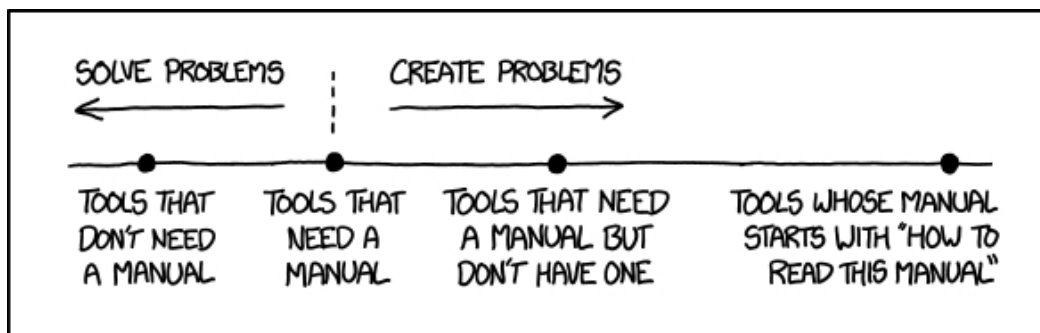 SOLVE PROBLEMS
CREATE PROBLEMS
TOOLS THAT
DON'T NEED
A MANUAL
TOOLS THAT
NEED A
MANUAL
TOOLS THAT NEED
A MANUAL BUT
DON'T HAVE ONE
TOOLS WHOSE MANUAL
STARTS WITH "HOW TO
READ THIS MANUAL"